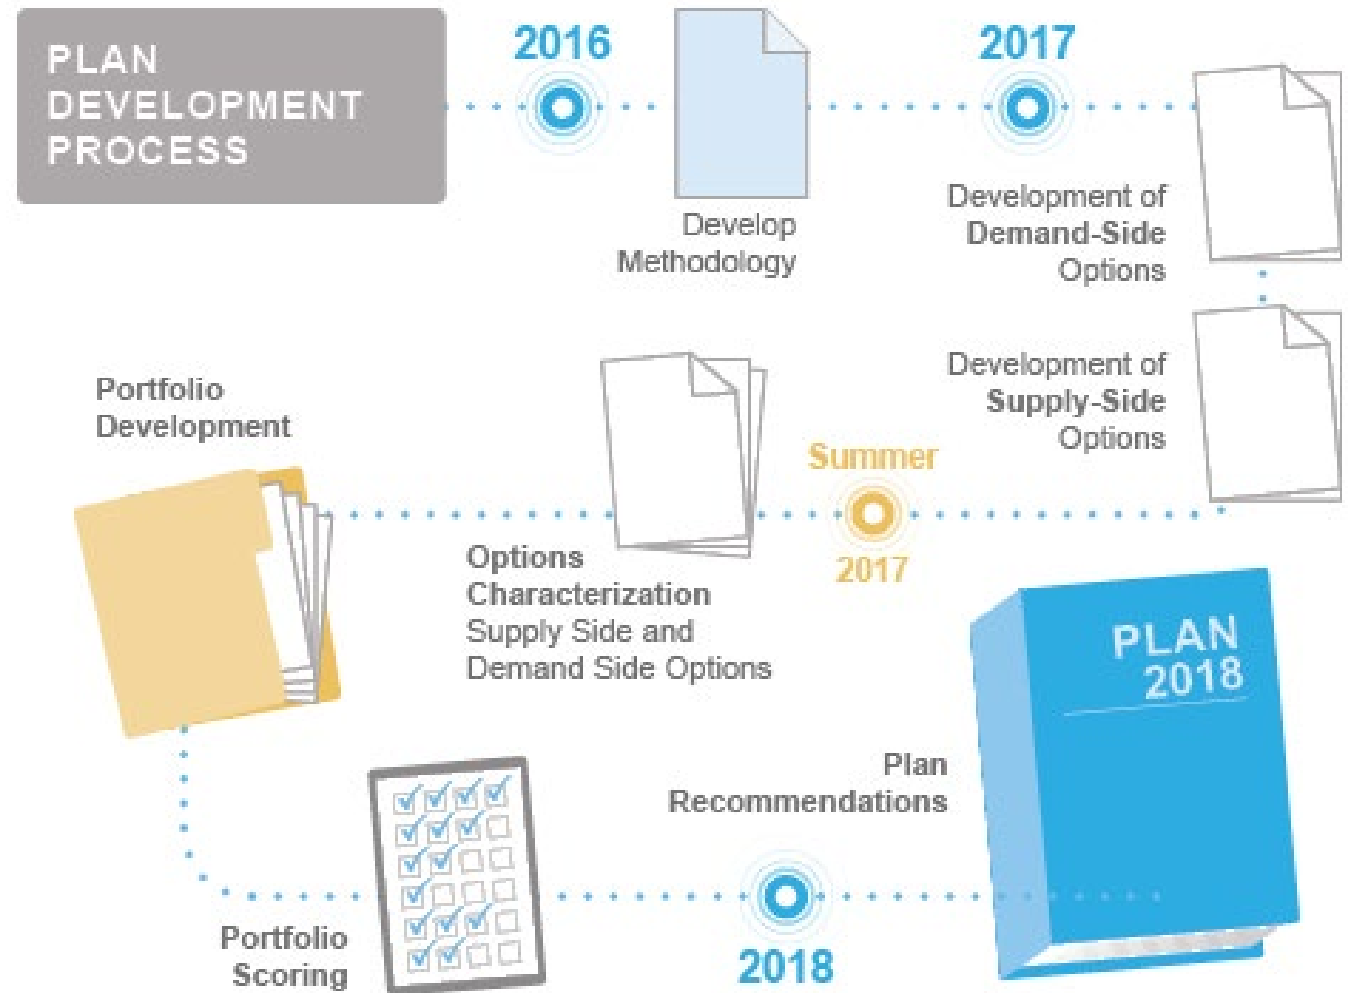 PLAN
DEVELOPMENT
PROCESS
2016
Develop
Methodology
2017
Development of
Demand-Side
Options
Development of
Supply-Side
Options
Summer
2017
Options
Characterization
Supply Side and
Demand Side Options
Portfolio
Development
Portfolio
Scoring
2018
Plan
Recommendations
PLAN
2018